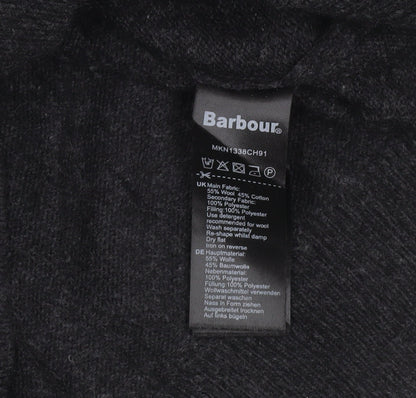 Barbour®
MKN1338CH91
UK Main Fabric:
55% Wool 45% Cotton
Secondary Fabric:
100% Polyester
Filling:100% Polyester
Use detergent
recommended for wool
Wash separately
Re-shape whilst damp
Dry flat
Iron on reverse
DE Hauptmaterial:
55% Wolle
45% Baumwolle
Nebenmaterial:
100% Polyester
Füllung 100% Polyester
Wollwaschmittel verwenden
Separat waschen
Nass In Form ziehen
Ausgebreitet trocknen
Auf links bügeln